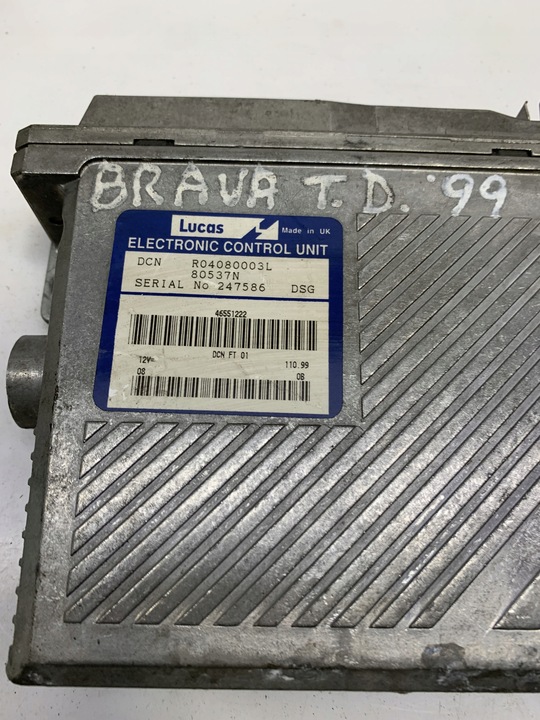 BRAVA T.D. '99
Lucas Made in UK
ELECTRONIC CONTROL UNIT
DCN R04080003L
80537N
SERIAL No 247586 DSG
46551222
12V= DCN FT 01 110.99
08 0B